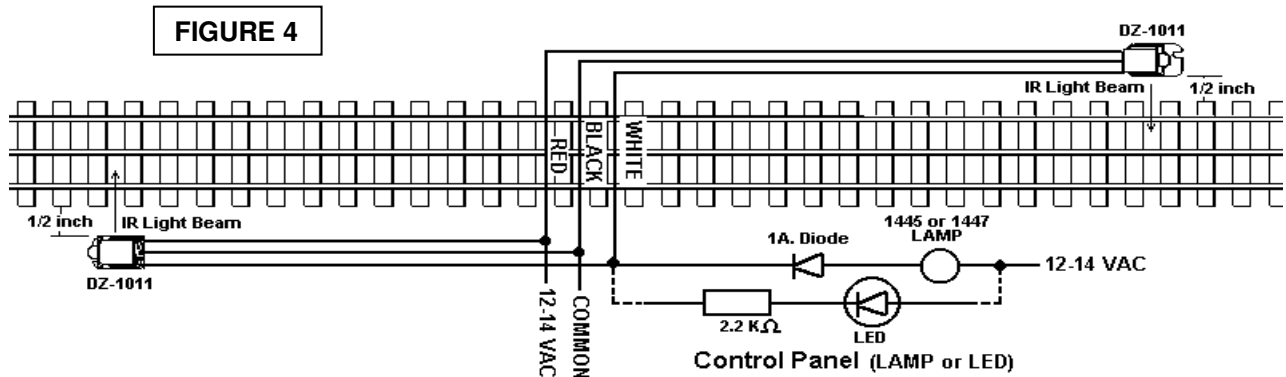 FIGURE 4
DZ-1011
IR Light Beam
1/2 inch
RED
BLACK
WHITE
1/2 inch
IR Light Beam
DZ-1011
1445 or 1447
LAMP
1A. Diode
12-14 VAC
2.2 KΩ
LED
12-14 VAC
COMMON
Control Panel (LAMP or LED)